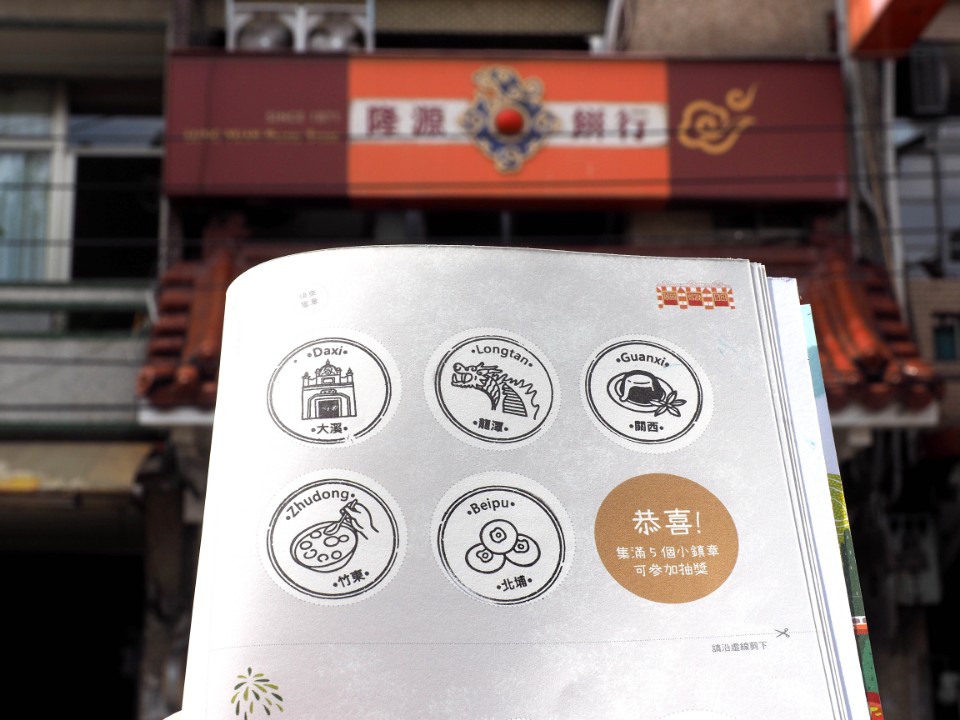 SINCE 1871
隆源餅行
Daxi
大溪
Longtan
龍潭
Guanxi
關西
Zhudong
竹東
Beipu
北埔
恭喜!
集滿5個小鎮章
可參加抽獎
請沿虛線剪下